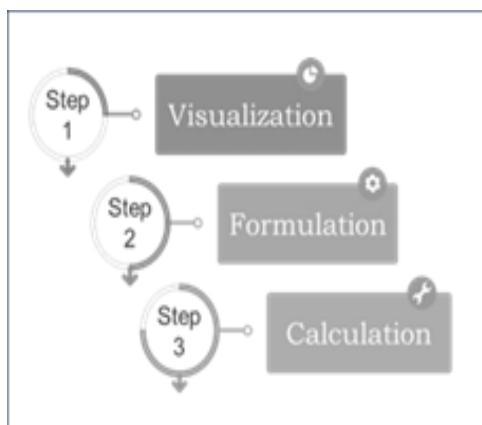 Step
1
Visualization
Step
2
Formulation
Step
3
Calculation